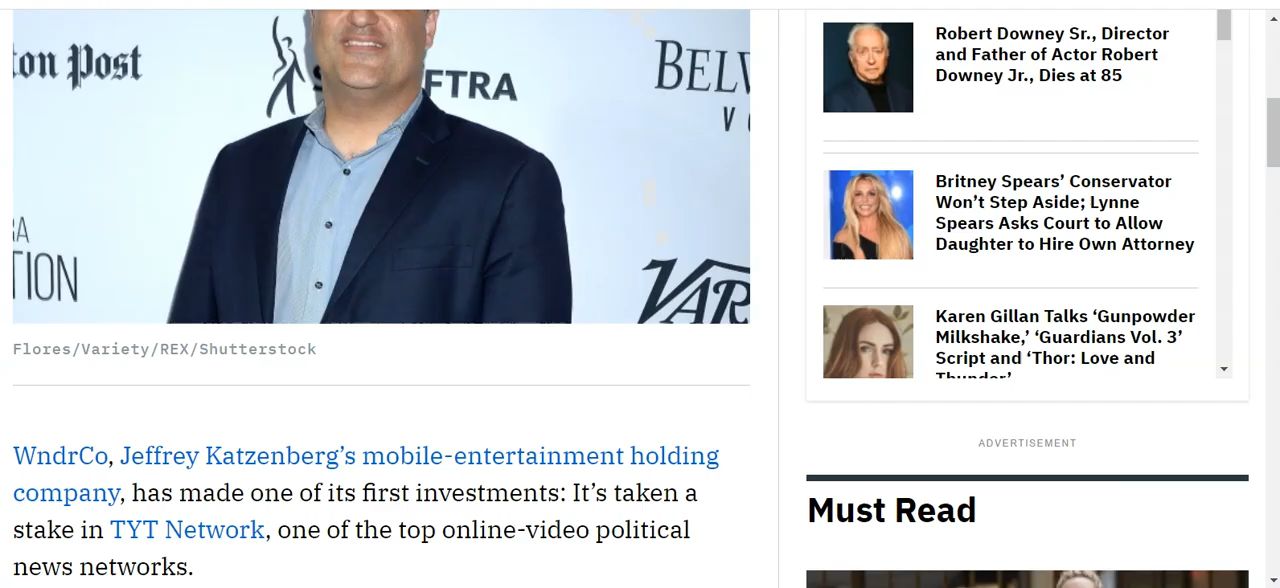 on Post
FTRA
BELV
V
RA
TION
VAR
Flores/Variety/REX/Shutterstock
WndrCo, Jeffrey Katzenberg’s mobile-entertainment holding
company, has made one of its first investments: It’s taken a
stake in TYT Network, one of the top online-video political
news networks.
Robert Downey Sr., Director
and Father of Actor Robert
Downey Jr., Dies at 85
Britney Spears’ Conservator
Won’t Step Aside; Lynne
Spears Asks Court to Allow
Daughter to Hire Own Attorney
Karen Gillan Talks ‘Gunpowder
Milkshake,’ ‘Guardians Vol. 3’
Script and ‘Thor: Love and
Thunder’
ADVERTISEMENT
Must Read